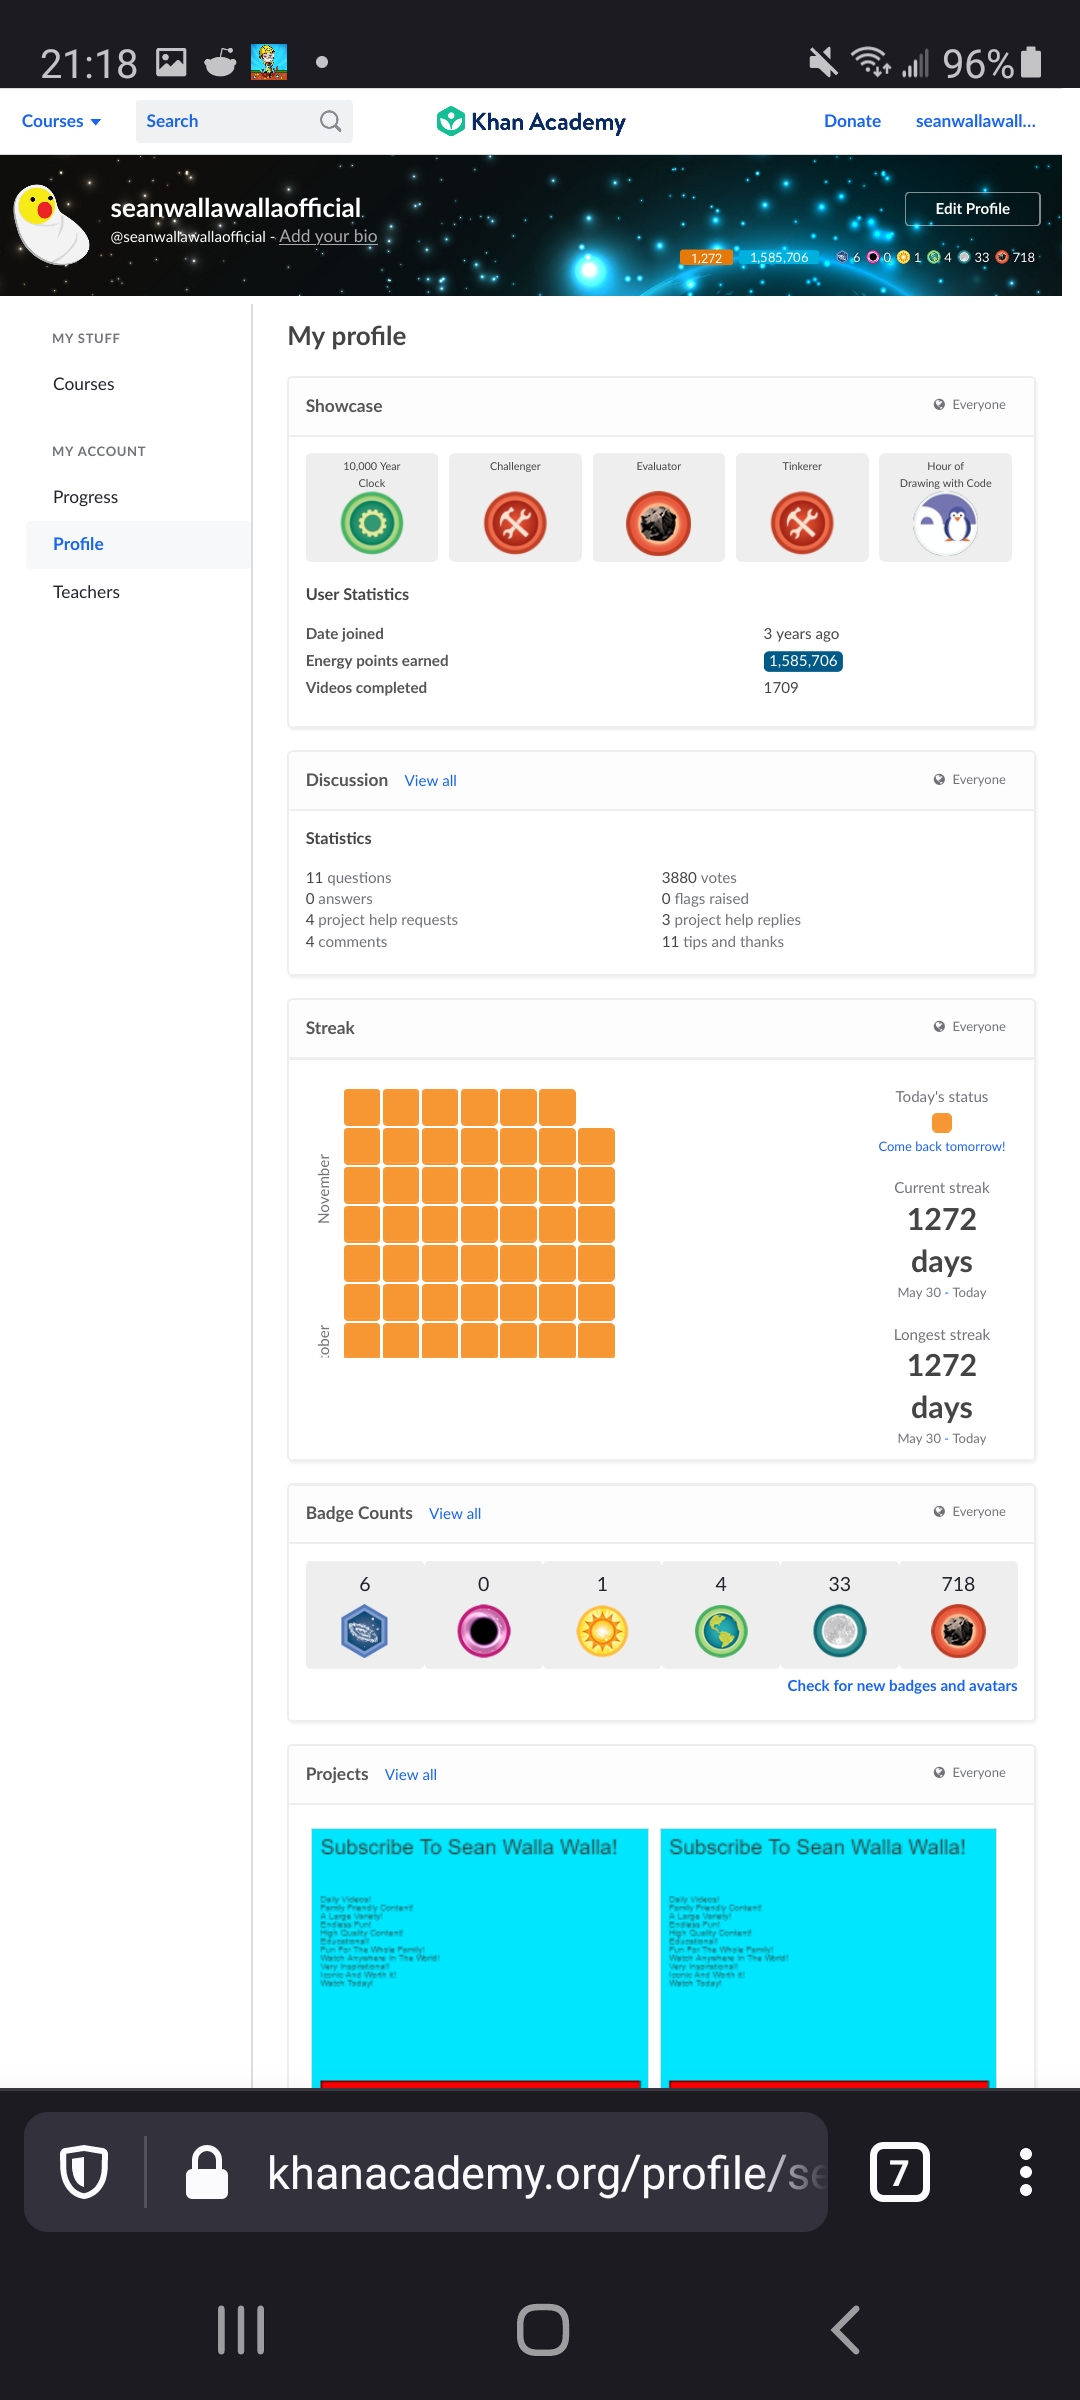 21:18 96%
Courses Search Khan Academy Donate seanwallawall...
seanwallawallaofficial
@seanwallawallaofficial - Add your bio
Edit Profile
1,272 1,585,706 6 0 1 4 33 718
MY STUFF
Courses
MY ACCOUNT
Progress
Profile
Teachers
My profile
Showcase Everyone
10,000 Year
Clock
Challenger
Evaluator
Tinkerer
Hour of
Drawing with Code
User Statistics
Date joined 3 years ago
Energy points earned 1,585,706
Videos completed 1709
Discussion View all Everyone
Statistics
11 questions 3880 votes
0 answers 0 flags raised
4 project help requests 3 project help replies
4 comments 11 tips and thanks
Streak Everyone
November
ober
Today's status
Come back tomorrow!
Current streak
1272
days
May 30 - Today
Longest streak
1272
days
May 30 - Today
Badge Counts View all Everyone
6 0 1 4 33 718
Check for new badges and avatars
Projects View all Everyone
Subscribe To Sean Walla Walla!
Daily Videos!
Family Friendly Content!
A Large Variety!
Endless Fun!
High Quality Content!
Educational!
Fun For The Whole Family!
Watch Anywhere In The World!
Very Inspirational!
Iconic And Worth It!
Watch Today!
Subscribe To Sean Walla Walla!
Daily Videos!
Family Friendly Content!
A Large Variety!
Endless Fun!
High Quality Content!
Educational!
Fun For The Whole Family!
Watch Anywhere In The World!
Very Inspirational!
Iconic And Worth It!
Watch Today!
khanacademy.org/profile/se
7